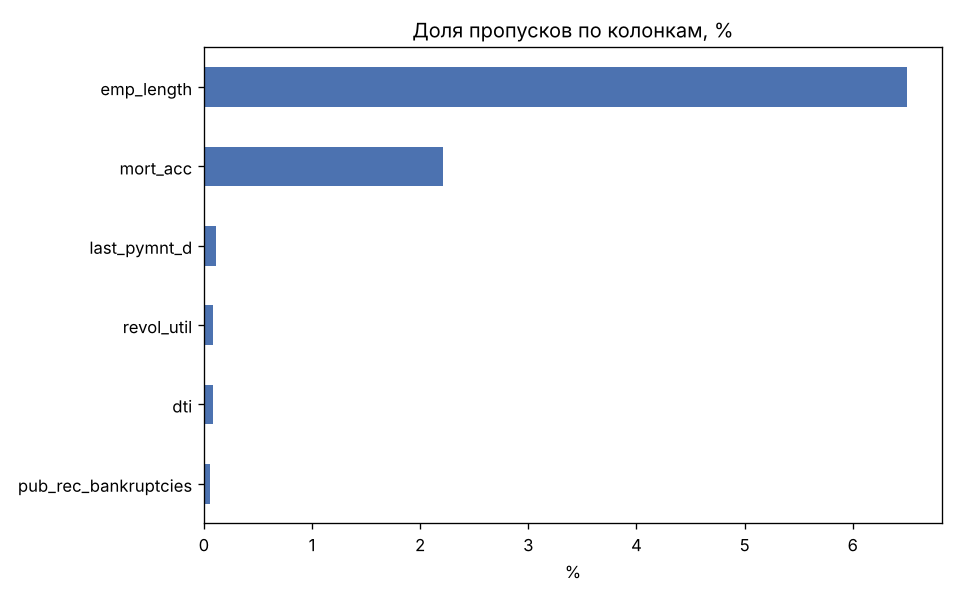 Доля пропусков по колонкам, %
emp_length
mort_acc
last_pymnt_d
revol_util
dti
pub_rec_bankruptcies
0 1 2 3 4 5 6
%